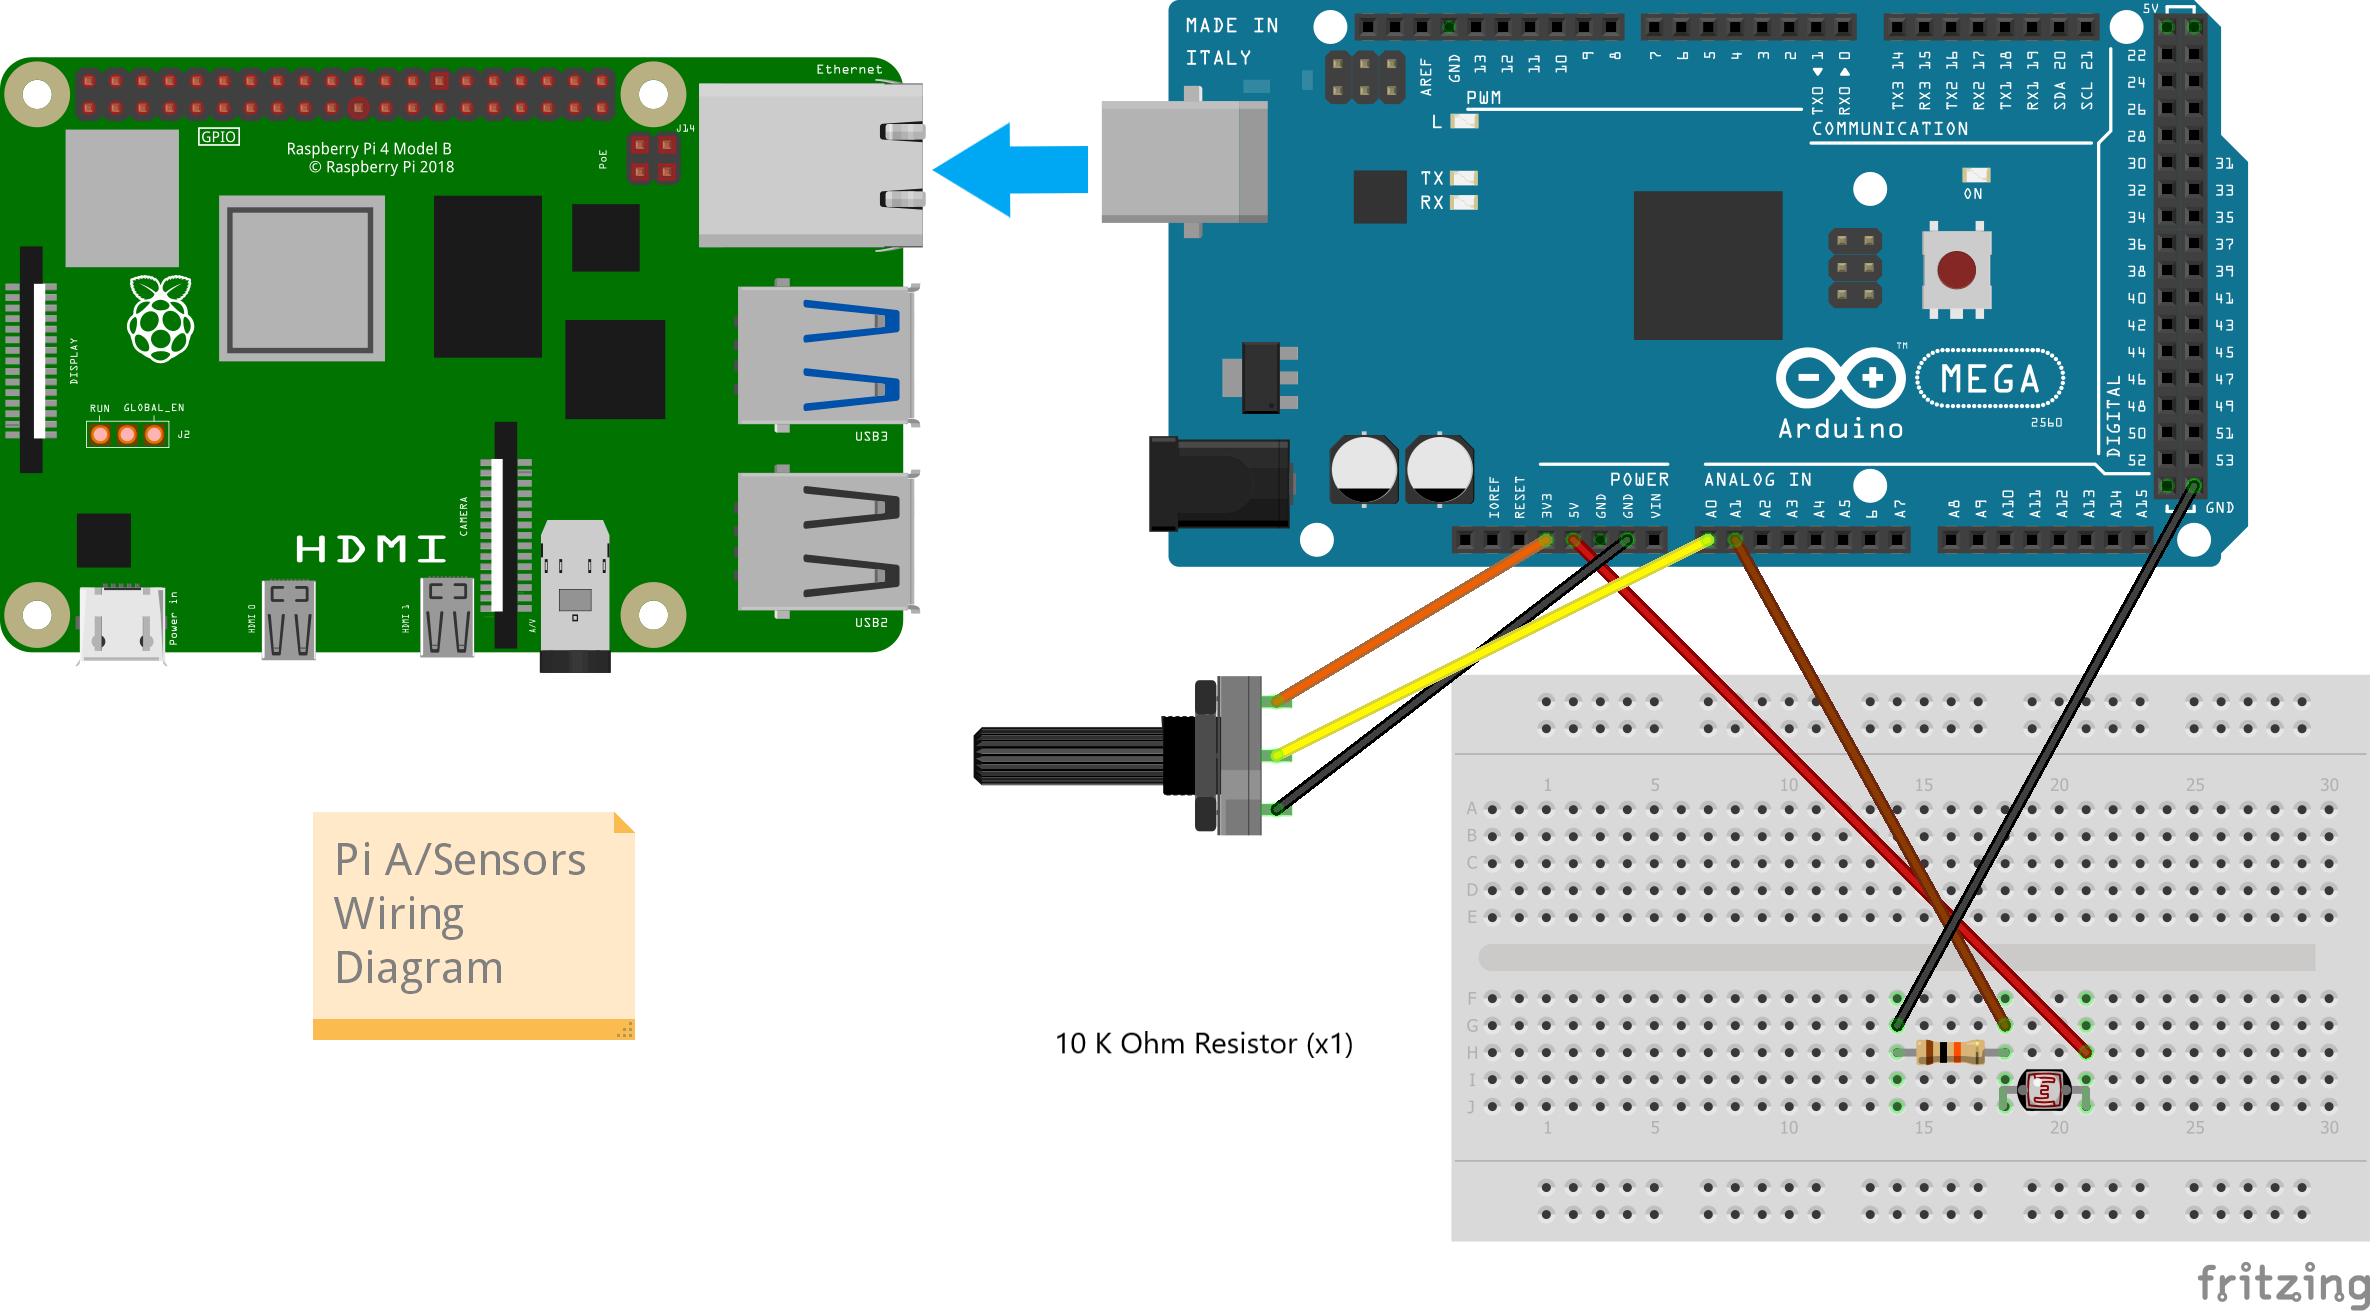 Ethernet
GPIO
Raspberry Pi 4 Model B
© Raspberry Pi 2018
J14
PoE
DISPLAY
RUN GLOBAL_EN
J2
USB3
CAMERA
HDMI
Power in
HDMI 0
HDMI 1
A/V
USB2
MADE IN
ITALY
AREF
GND
13
12
11
10
9
8
7
6
5
4
3
2
TX0 1
RX0 0
TX3 14
RX3 15
TX2 16
RX2 17
TX1 18
RX1 19
SDA 20
SCL 21
PWM
COMMUNICATION
L
TX
RX
ON
5V
22
24
26
28
30 31
32 33
34 35
36 37
38 39
40 41
42 43
44 45
46 47
48 49
50 51
52 53
GND
DIGITAL
TM
MEGA
Arduino
2560
POWER
ANALOG IN
IOREF
RESET
3V3
5V
GND
GND
VIN
A0
A1
A2
A3
A4
A5
6
A7
A8
A9
A10
A11
A12
A13
A14
A15
Pi A/Sensors
Wiring
Diagram
10 K Ohm Resistor (x1)
1 5 10 15 20 25 30
A
B
C
D
E
F
G
H
I
J
1 5 10 15 20 25 30
fritzing